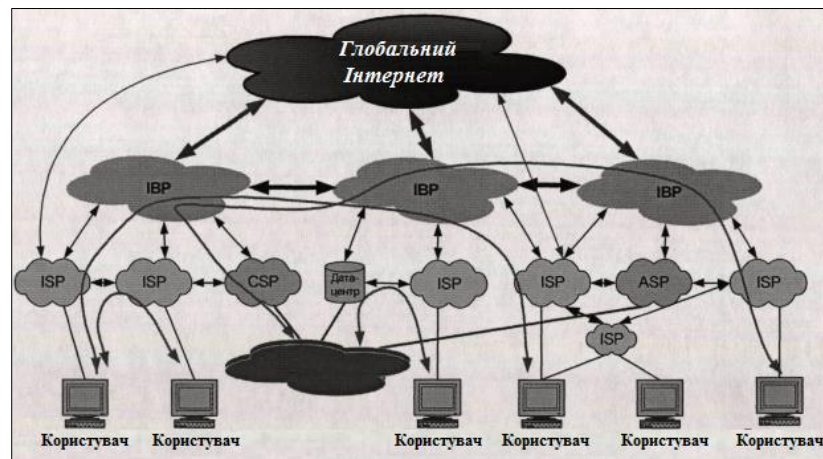 Глобальний
Інтернет
IBP
IBP
IBP
ISP
ISP
CSP
Дата-
центр
ISP
ISP
ASP
ISP
ISP
Користувач
Користувач
Користувач
Користувач
Користувач
Користувач